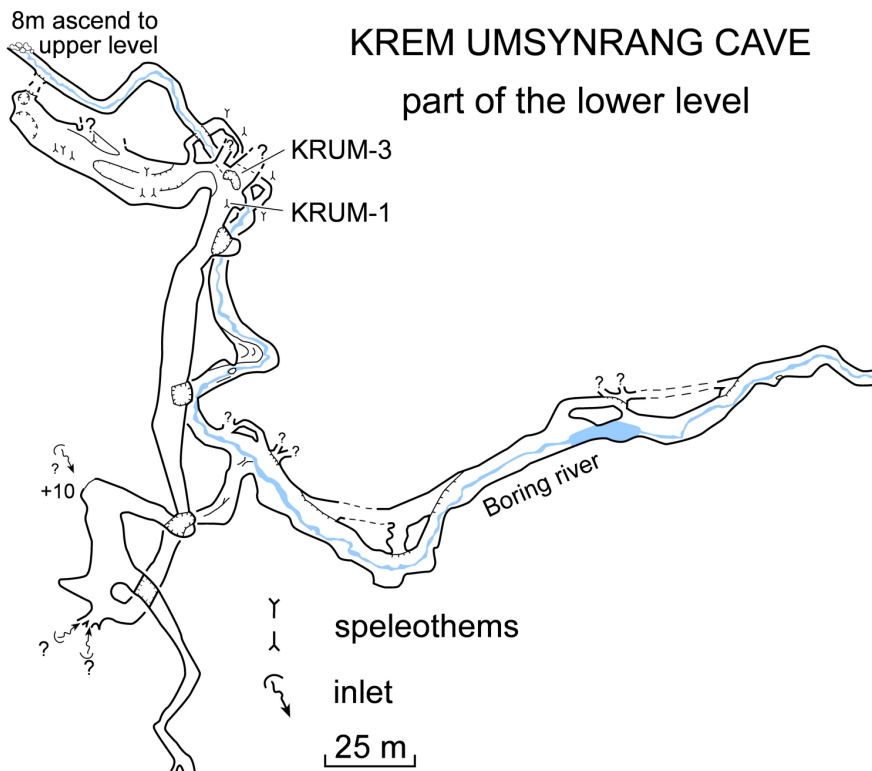 8m ascend to
upper level
KREM UMSYNRANG CAVE
part of the lower level
?
?
?
KRUM-3
KRUM-1
? ?
?
? ?
?
+10
Boring river
?
?
speleothems
inlet
25 m